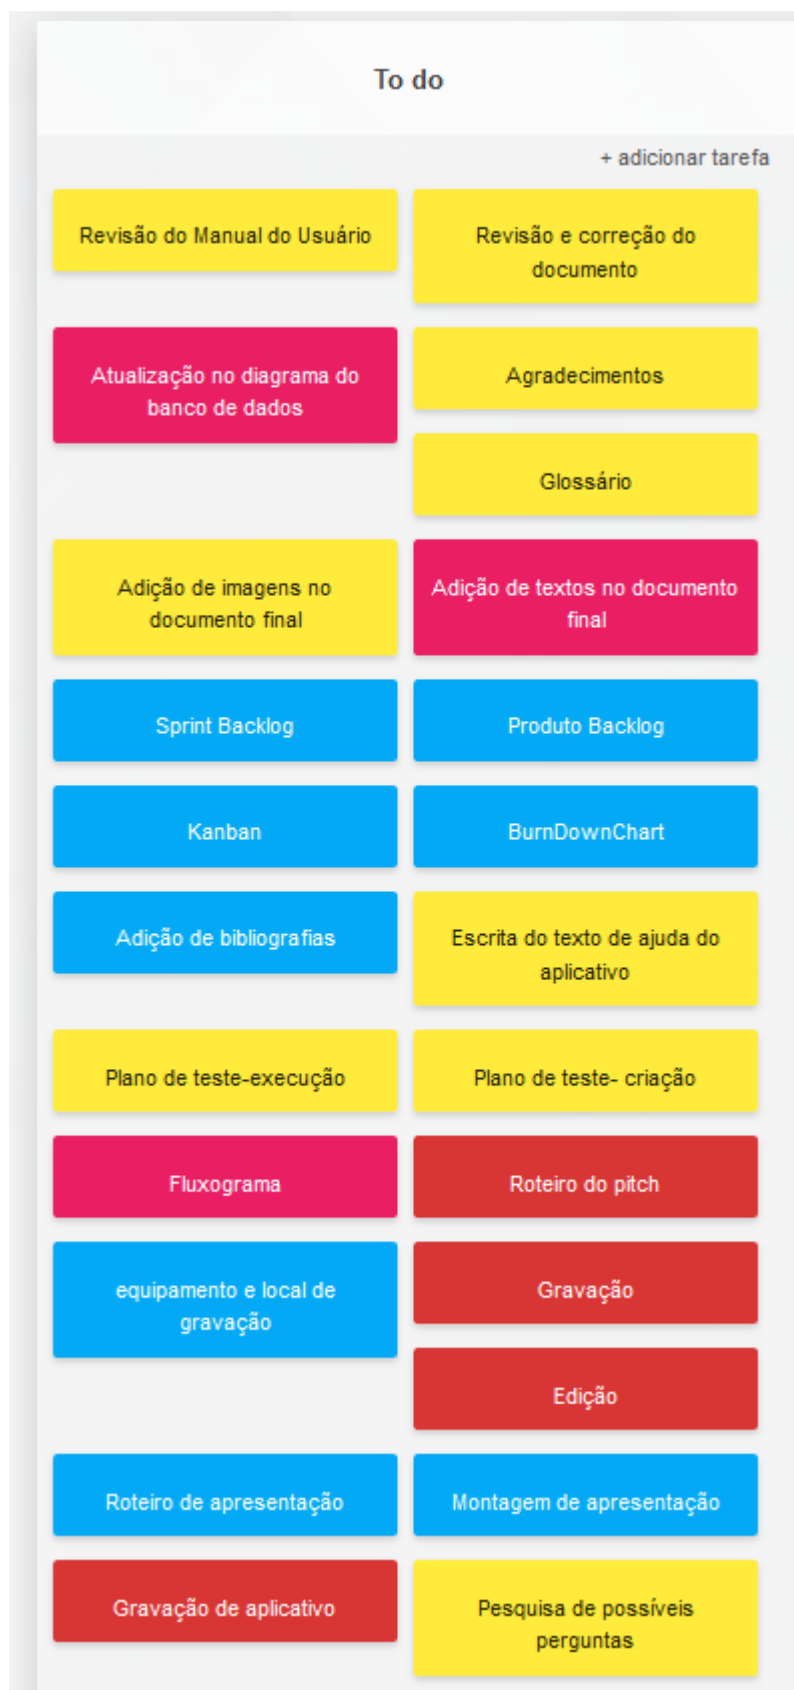 To do
+ adicionar tarefa
Revisão do Manual do Usuário
Revisão e correção do
documento
Atualização no diagrama do
banco de dados
Agradecimentos
Glossário
Adição de imagens no
documento final
Adição de textos no documento
final
Sprint Backlog
Produto Backlog
Kanban
BurnDownChart
Adição de bibliografias
Escrita do texto de ajuda do
aplicativo
Plano de teste-execução
Plano de teste- criação
Fluxograma
Roteiro do pitch
equipamento e local de
gravação
Gravação
Edição
Roteiro de apresentação
Montagem de apresentação
Gravação de aplicativo
Pesquisa de possíveis
perguntas